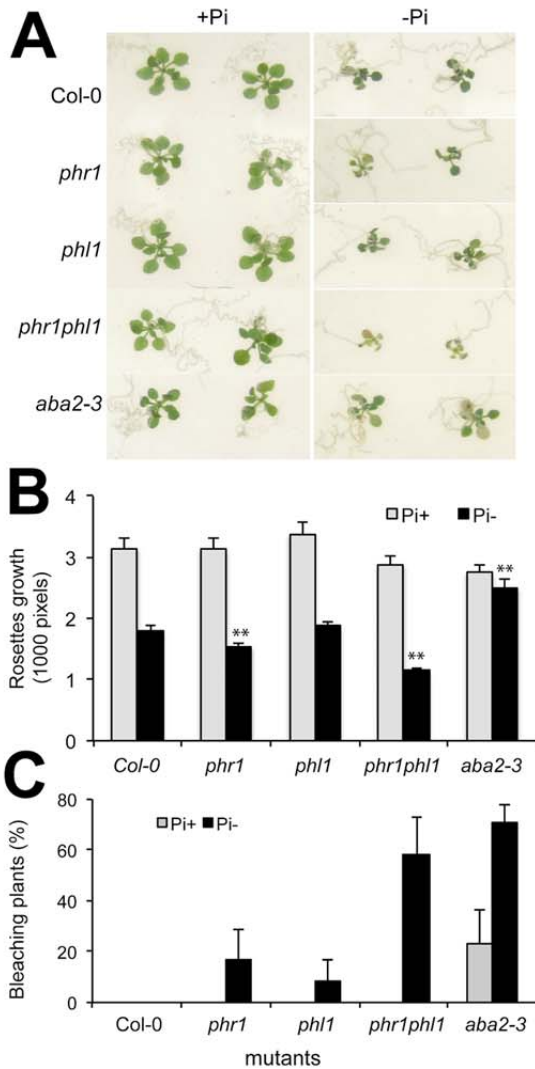 A
+Pi -Pi
Col-0
phr1
phl1
phr1phl1
aba2-3
B
4
3
2
1
0
Rosettes growth
(1000 pixels)
Pi+ Pi-
**
**
**
Col-0 phr1 phl1 phr1phl1 aba2-3
C
80
60
40
20
0
Bleaching plants (%)
Pi+ Pi-
Col-0 phr1 phl1 phr1phl1 aba2-3
mutants